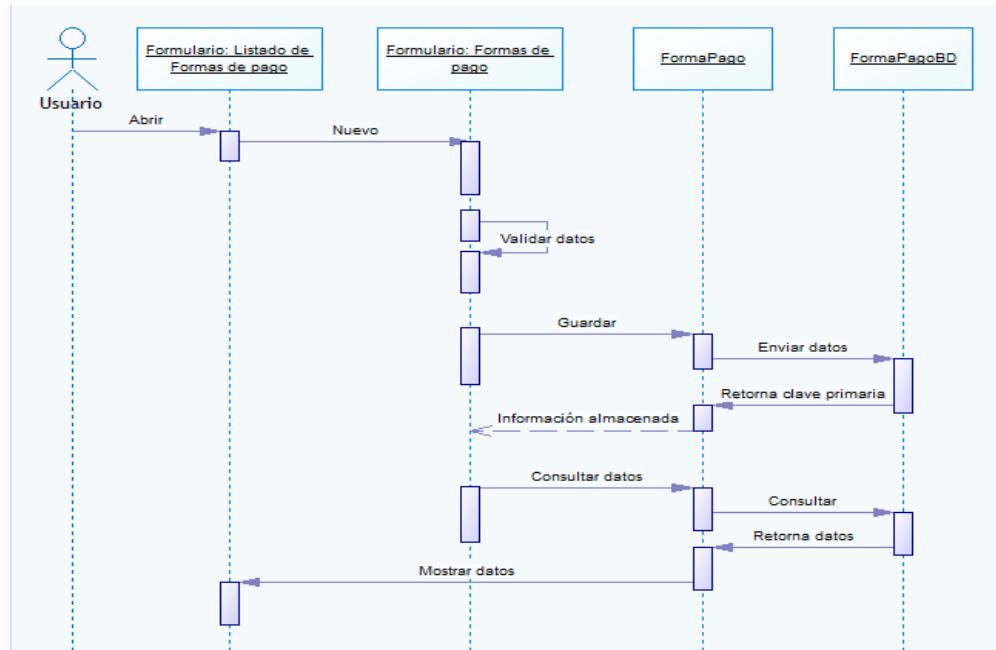 Formulario: Listado de
Formas de pago
Formulario: Formas de
pago
FormaPago
FormaPagoBD
Usuario
Abrir
Nuevo
Validar datos
Guardar
Enviar datos
Retorna clave primaria
Información almacenada
Consultar datos
Consultar
Retorna datos
Mostrar datos